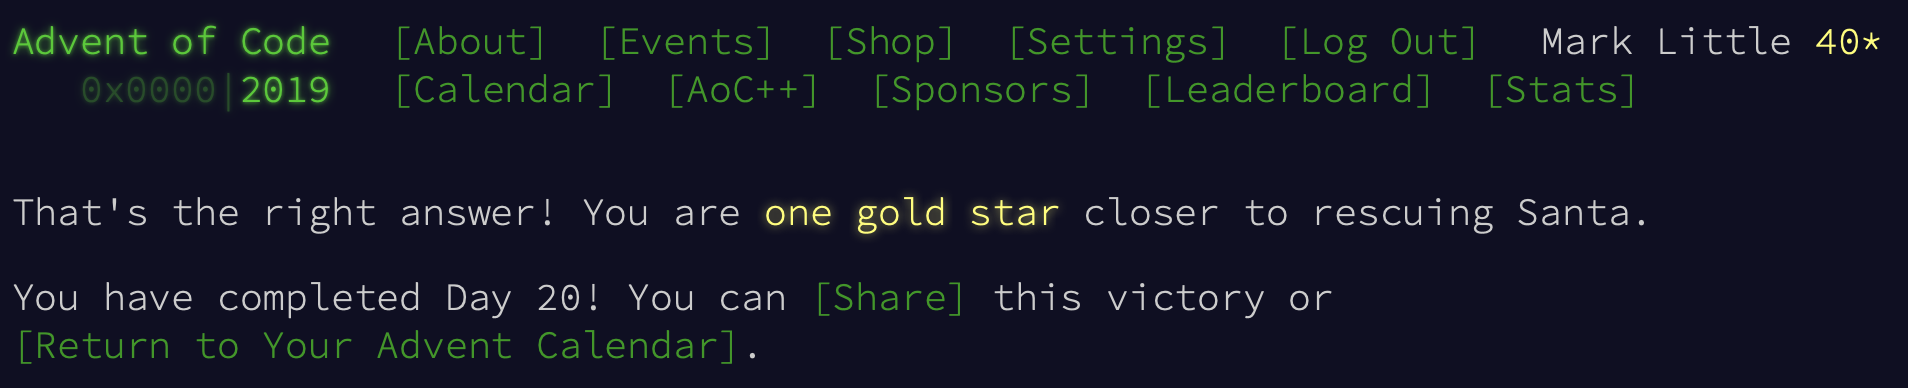 Advent of Code [About] [Events] [Shop] [Settings] [Log Out] Mark Little 40*
0x0000|2019 [Calendar] [AoC++] [Sponsors] [Leaderboard] [Stats]
That's the right answer! You are one gold star closer to rescuing Santa.
You have completed Day 20! You can [Share] this victory or
[Return to Your Advent Calendar].